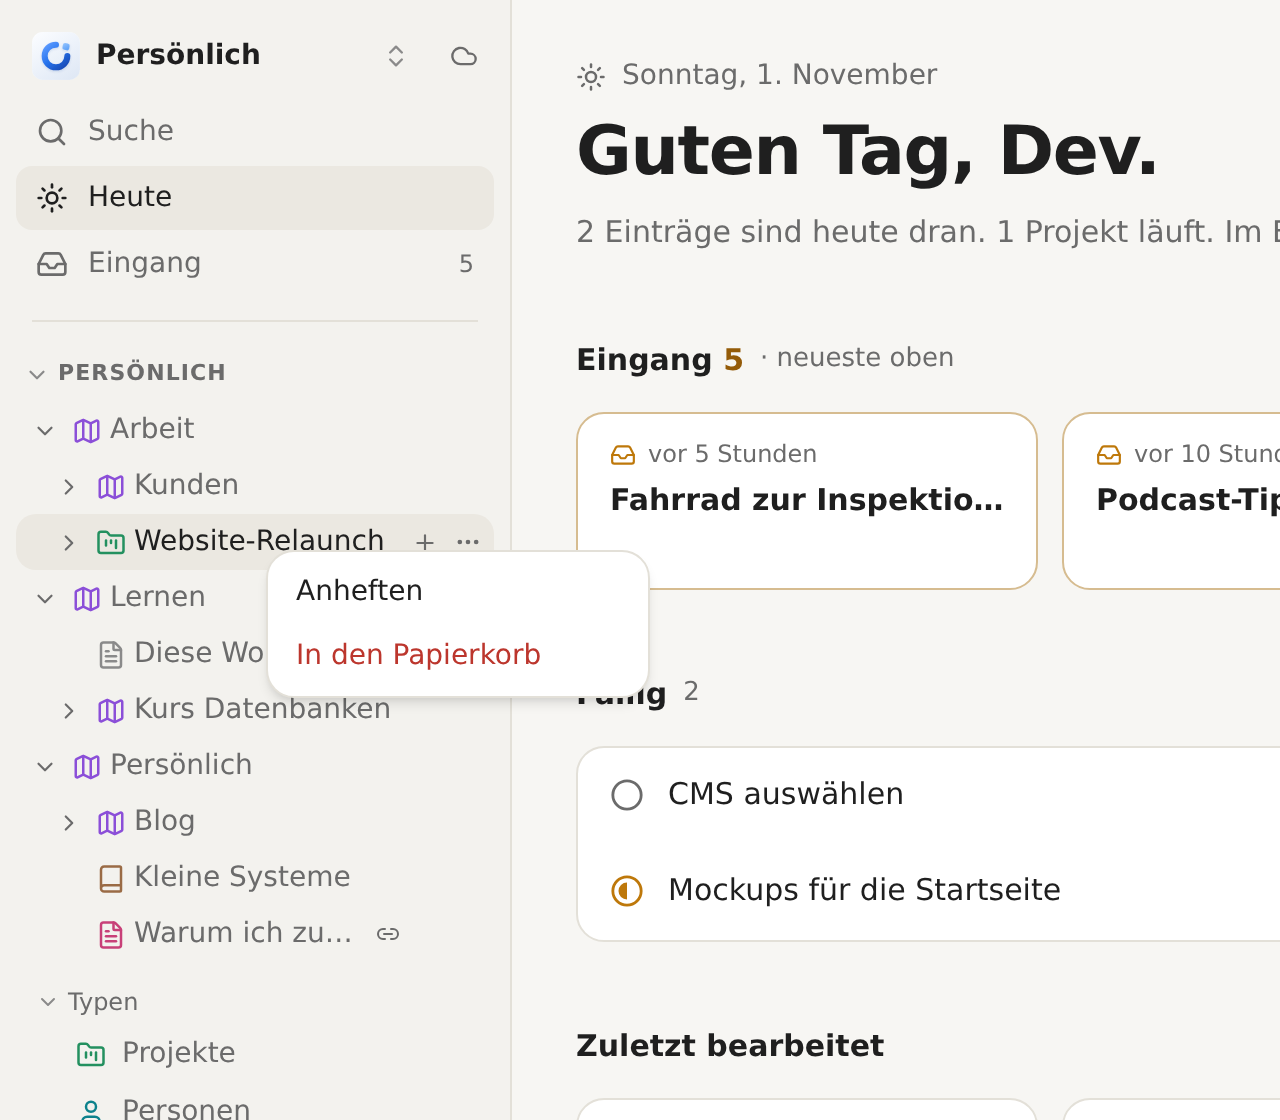 Persönlich
Suche
Heute
Eingang 5
PERSÖNLICH
Arbeit
Kunden
Website-Relaunch
Anheften
In den Papierkorb
Lernen
Diese Wo
Kurs Datenbanken
Persönlich
Blog
Kleine Systeme
Warum ich zu…
Typen
Projekte
Personen
Sonntag, 1. November
Guten Tag, Dev.
2 Einträge sind heute dran. 1 Projekt läuft. Im
Eingang 5 · neueste oben
vor 5 Stunden
Fahrrad zur Inspektio…
vor 10 Stund
Podcast-Tip
2
CMS auswählen
Mockups für die Startseite
Zuletzt bearbeitet